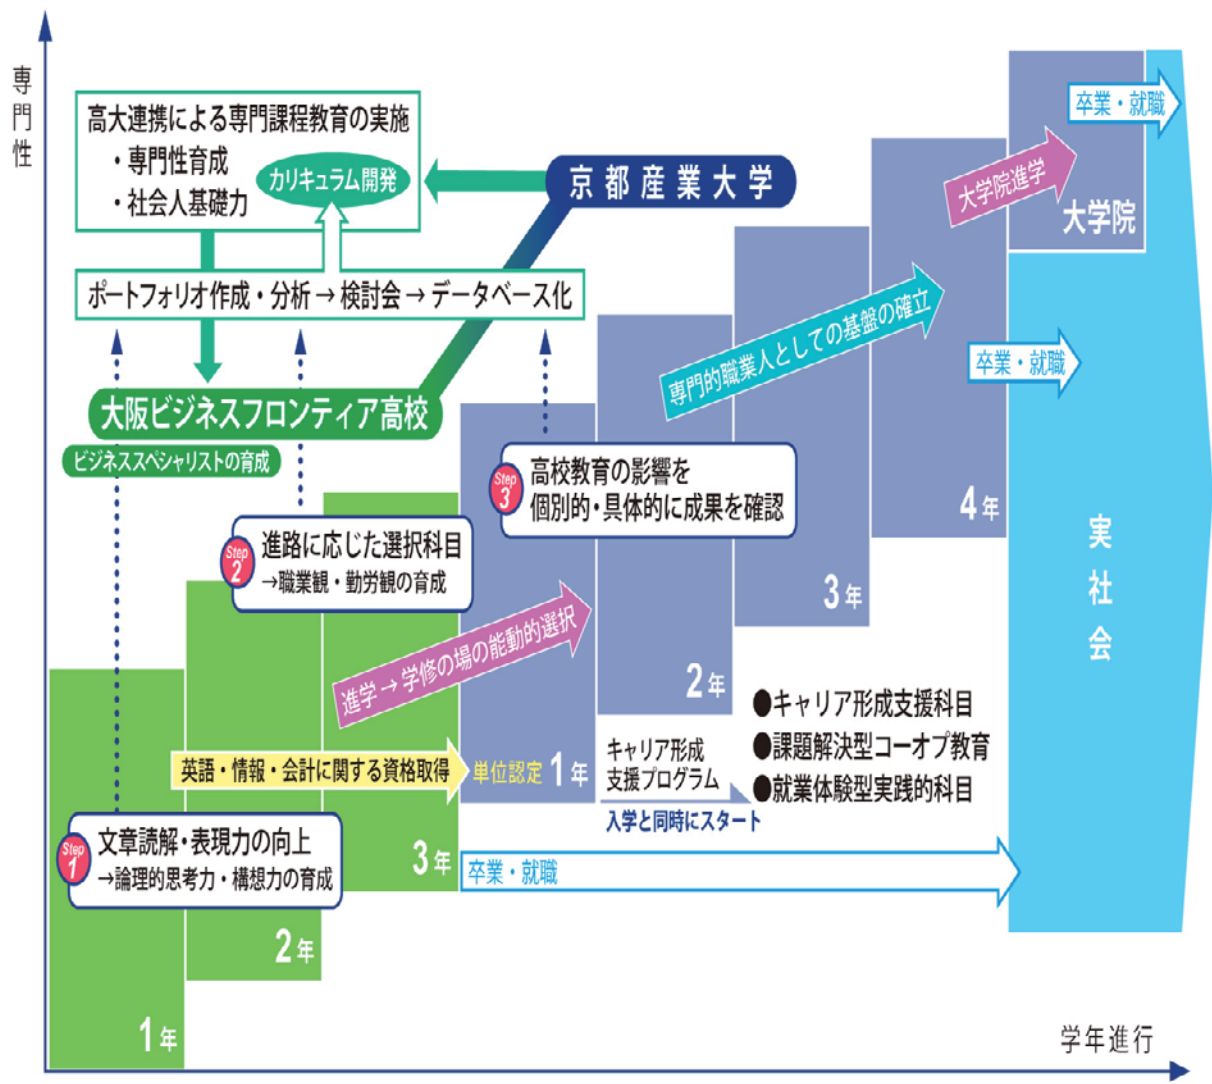 専門性
高大連携による専門課程教育の実施
・専門性育成
・社会人基礎力
カリキュラム開発
京都産業大学
ポートフォリオ作成・分析→検討会→データベース化
大阪ビジネスフロンティア高校
ビジネススペシャリストの育成
卒業・就職
大学院進学
大学院
専門的職業人としての基盤の確立
卒業・就職
Step
3
高校教育の影響を
個別的・具体的に成果を確認
4年
実社会
Step
2
進路に応じた選択科目
→職業観・勤労観の育成
3年
進学→学修の場の能動的選択
2年
●キャリア形成支援科目
●課題解決型コーオプ教育
●就業体験型実践的科目
キャリア形成
支援プログラム
入学と同時にスタート
英語・情報・会計に関する資格取得
単位認定
1年
Step
1
文章読解・表現力の向上
→論理的思考力・構想力の育成
3年
卒業・就職
2年
1年
学年進行